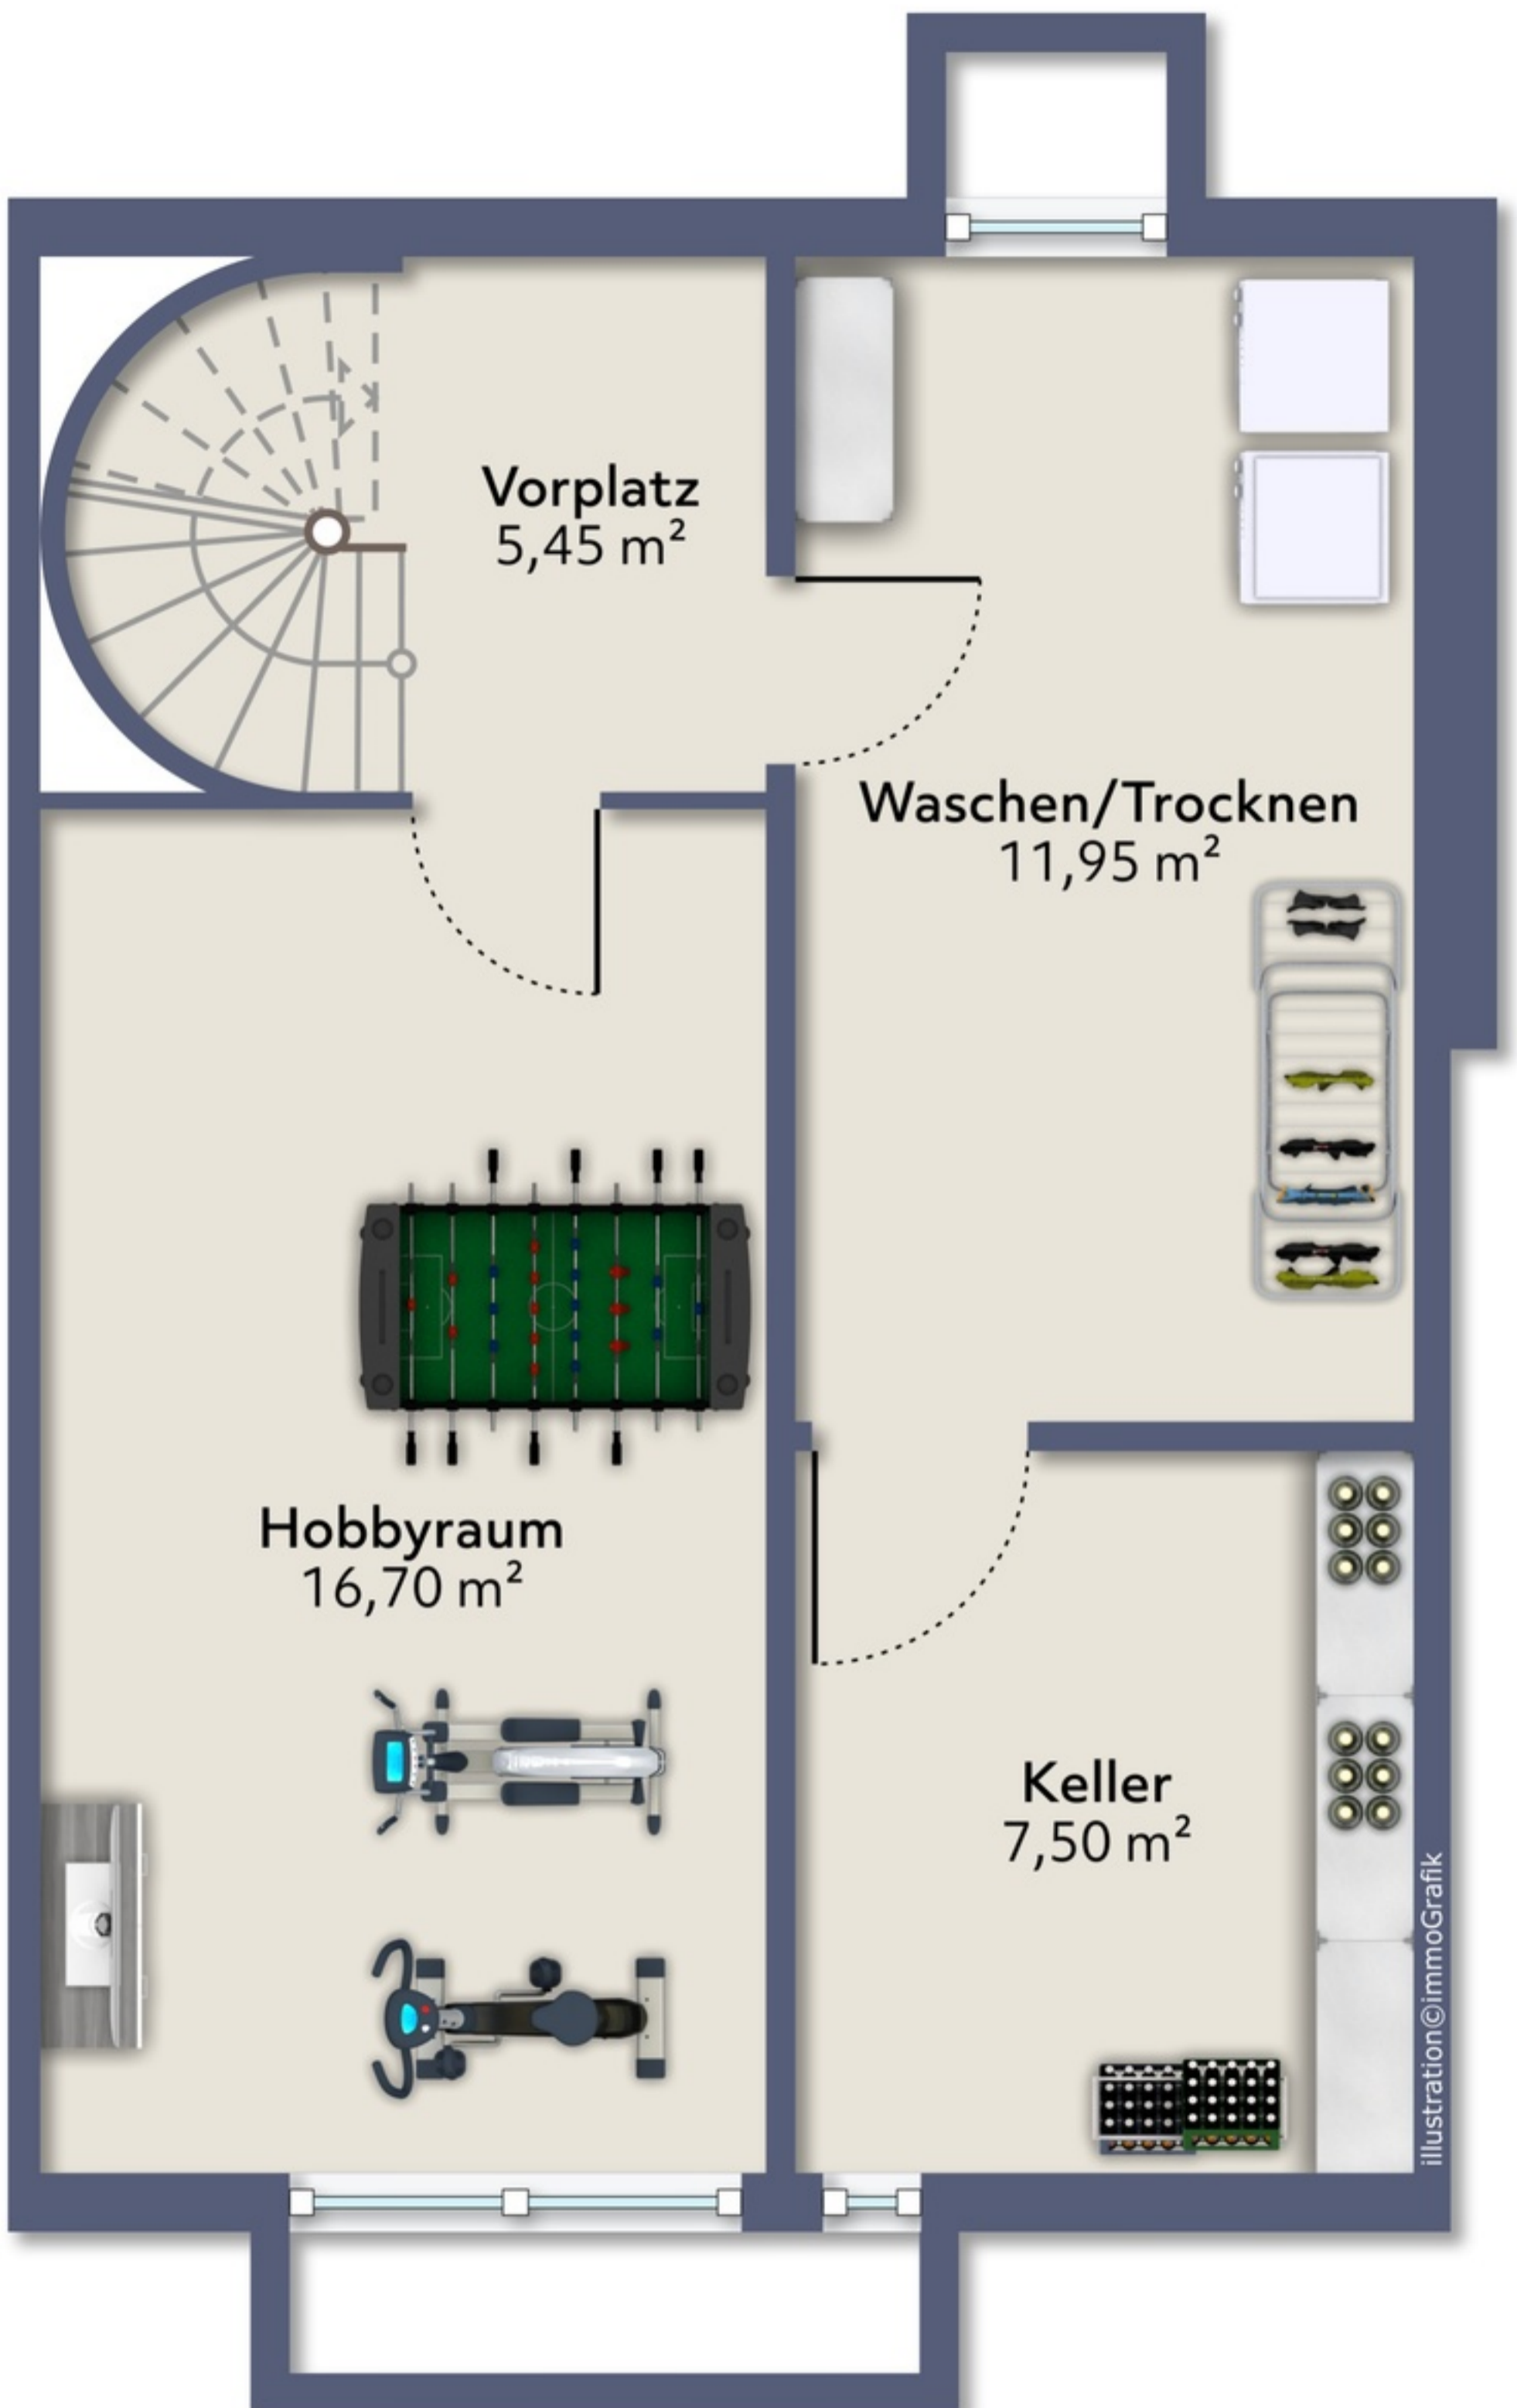 Vorplatz
5,45 m²
Waschen/Trocknen
11,95 m²
Hobbyraum
16,70 m²
Keller
7,50 m²
illustration©immoGrafik